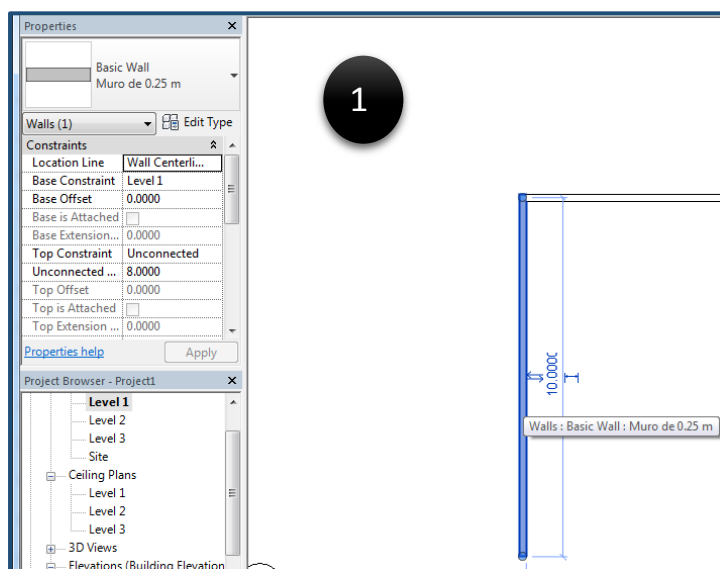 Properties
Basic Wall
Muro de 0.25 m
Walls (1)
Edit Type
Constraints
Location Line Wall Centerli...
Base Constraint Level 1
Base Offset 0.0000
Base is Attached
Base Extension... 0.0000
Top Constraint Unconnected
Unconnected ... 8.0000
Top Offset 0.0000
Top is Attached
Top Extension ... 0.0000
Properties help
Apply
Project Browser - Project1
Level 1
Level 2
Level 3
Site
Ceiling Plans
Level 1
Level 2
Level 3
3D Views
Elevations (Building Elevation
1
10.000
Walls : Basic Wall : Muro de 0.25 m